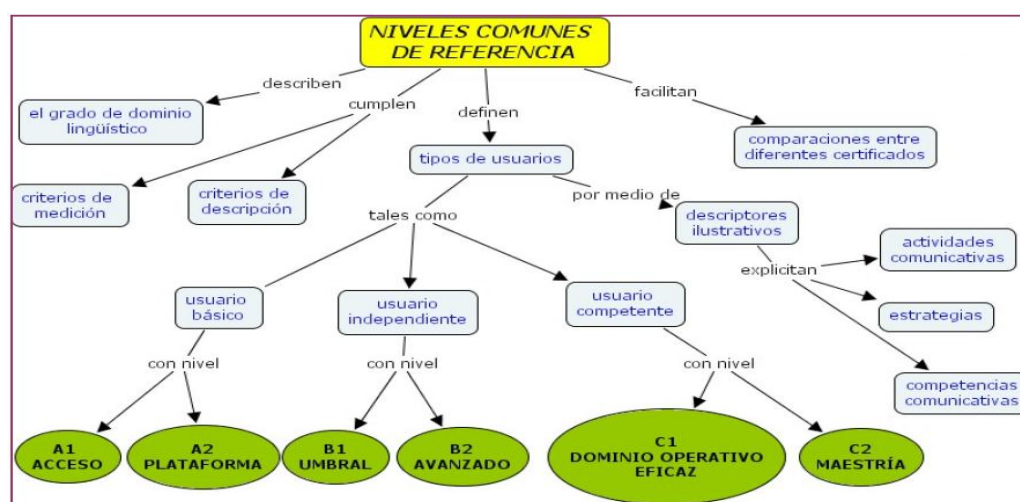 NIVELES COMUNES
DE REFERENCIA
describen
cumplen
definen
facilitan
el grado de dominio
lingüístico
criterios de
medición
criterios de
descripción
tipos de usuarios
comparaciones entre
diferentes certificados
tales como
por medio de
descriptores
ilustrativos
explicitan
actividades
comunicativas
estrategias
competencias
comunicativas
usuario
básico
usuario
independiente
usuario
competente
con nivel
con nivel
con nivel
A1
ACCESO
A2
PLATAFORMA
B1
UMBRAL
B2
AVANZADO
C1
DOMINIO OPERATIVO
EFICAZ
C2
MAESTRÍA